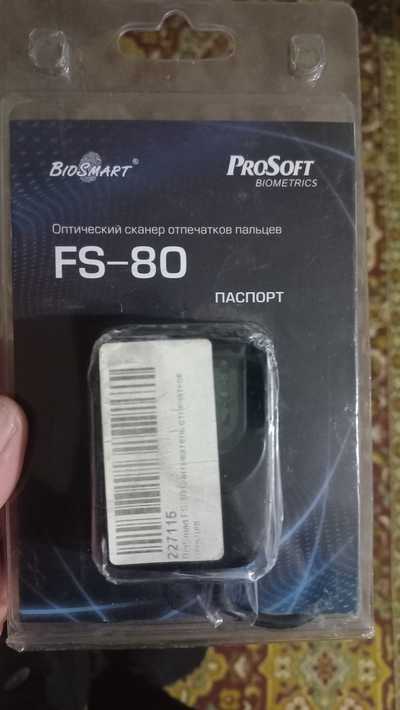 BIOSMART®
PROSOFT
BIOMETRICS
Оптический сканер отпечатков пальцев
FS-80
ПАСПОРТ
227115